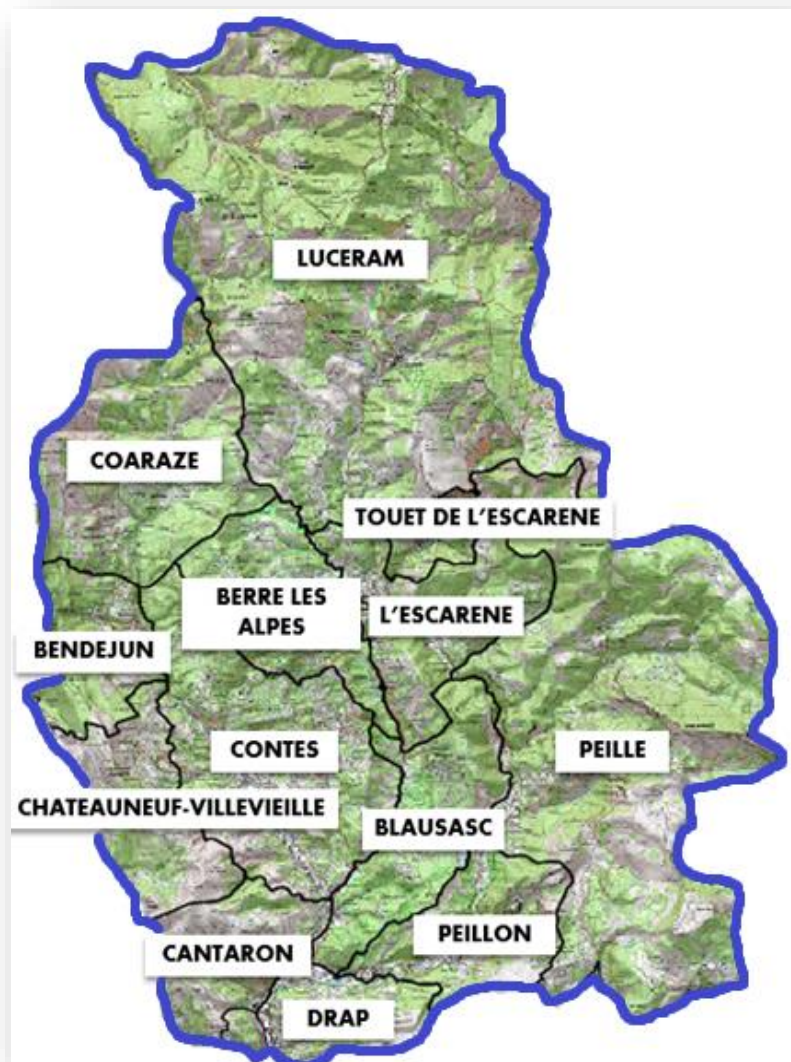 LUCERAM
COARAZE
TOUET DE L'ESCARENE
BERRE LES
ALPES
L'ESCARENE
BENDEJUN
CONTES
PEILLE
CHATEAUNEUF-VILLEVIEILLE
BLAUSASC
PEILLON
CANTARON
DRAP